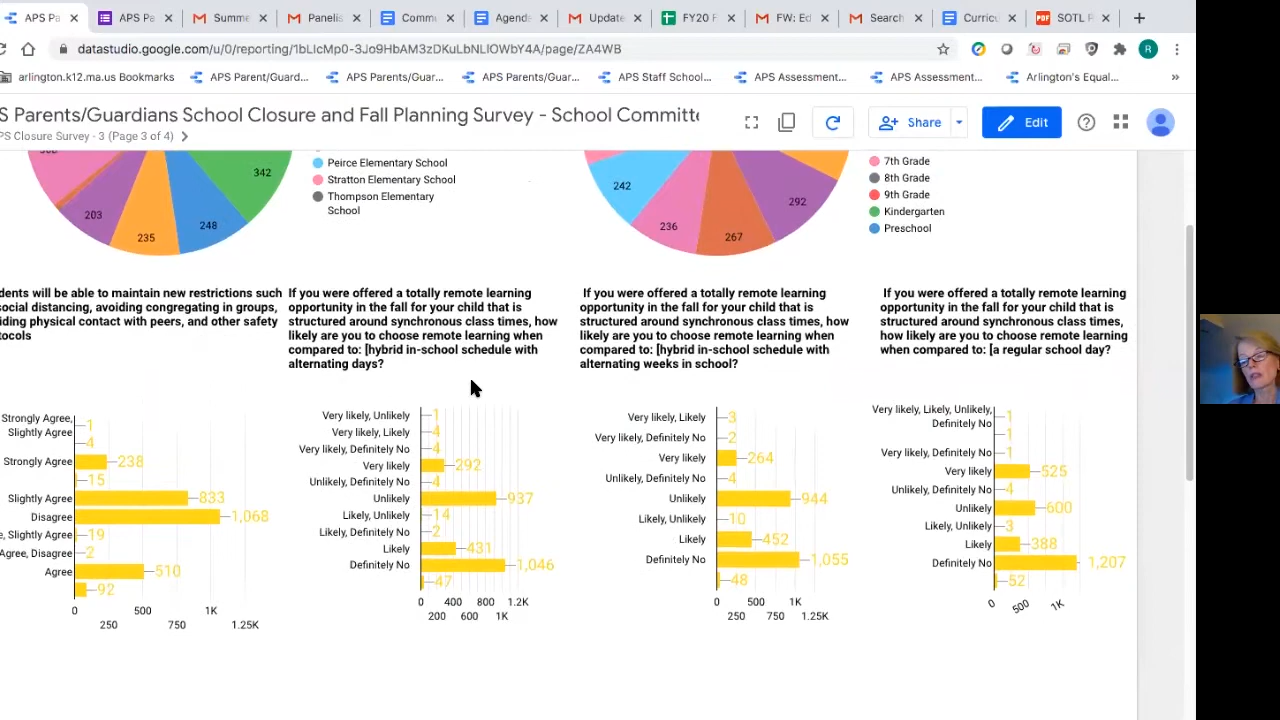 APS Pa
APS Pa
Summe
Panelis
Comm
Agend
Update
FY20 F
FW: Ed
Search
Curricu
SOTL P
datastudio.google.com/u/0/reporting/1bLIcMp0-3Jo9HbAM3zDKuLbNLlOWbY4A/page/ZA4WB
R
arlington.k12.ma.us Bookmarks
APS Parent/Guard...
APS Parents/Guar...
APS Parents/Guar...
APS Staff School...
APS Assessment...
APS Assessment...
Arlington's Equal...
»
S Parents/Guardians School Closure and Fall Planning Survey - School Committe
PS Closure Survey - 3 (Page 3 of 4)
Share
Edit
342
203
235
248
Peirce Elementary School
Stratton Elementary School
Thompson Elementary
School
242
236
267
292
7th Grade
8th Grade
9th Grade
Kindergarten
Preschool
dents will be able to maintain new restrictions such
social distancing, avoiding congregating in groups,
iding physical contact with peers, and other safety
tocols
Strongly Agree,
Slightly Agree
1
4
Strongly Agree
238
15
Slightly Agree
833
Disagree
1,068
e, Slightly Agree
19
Agree, Disagree
2
Agree
510
92
0
500
1K
250
750
1.25K
If you were offered a totally remote learning
opportunity in the fall for your child that is
structured around synchronous class times, how
likely are you to choose remote learning when
compared to: [hybrid in-school schedule with
alternating days?
Very likely, Unlikely
1
Very likely, Likely
4
Very likely, Definitely No
4
Very likely
292
Unlikely, Definitely No
4
Unlikely
937
Likely, Unlikely
14
Likely, Definitely No
2
Likely
431
Definitely No
1,046
47
0
400
800
1.2K
200
600
1K
If you were offered a totally remote learning
opportunity in the fall for your child that is
structured around synchronous class times, how
likely are you to choose remote learning when
compared to: [hybrid in-school schedule with
alternating weeks in school?
Very likely, Likely
3
Very likely, Definitely No
2
Very likely
264
Unlikely, Definitely No
4
Unlikely
944
Likely, Unlikely
10
Likely
452
Definitely No
1,055
48
0
500
1K
250
750
1.25K
If you were offered a totally remote learning
opportunity in the fall for your child that is
structured around synchronous class times,
how likely are you to choose remote learning
when compared to: [a regular school day?
Very likely, Likely, Unlikely,
Definitely No
1
1
Very likely, Definitely No
1
Very likely
525
Unlikely, Definitely No
4
Unlikely
600
Likely, Unlikely
3
Likely
388
Definitely No
1,207
52
0
500
1K